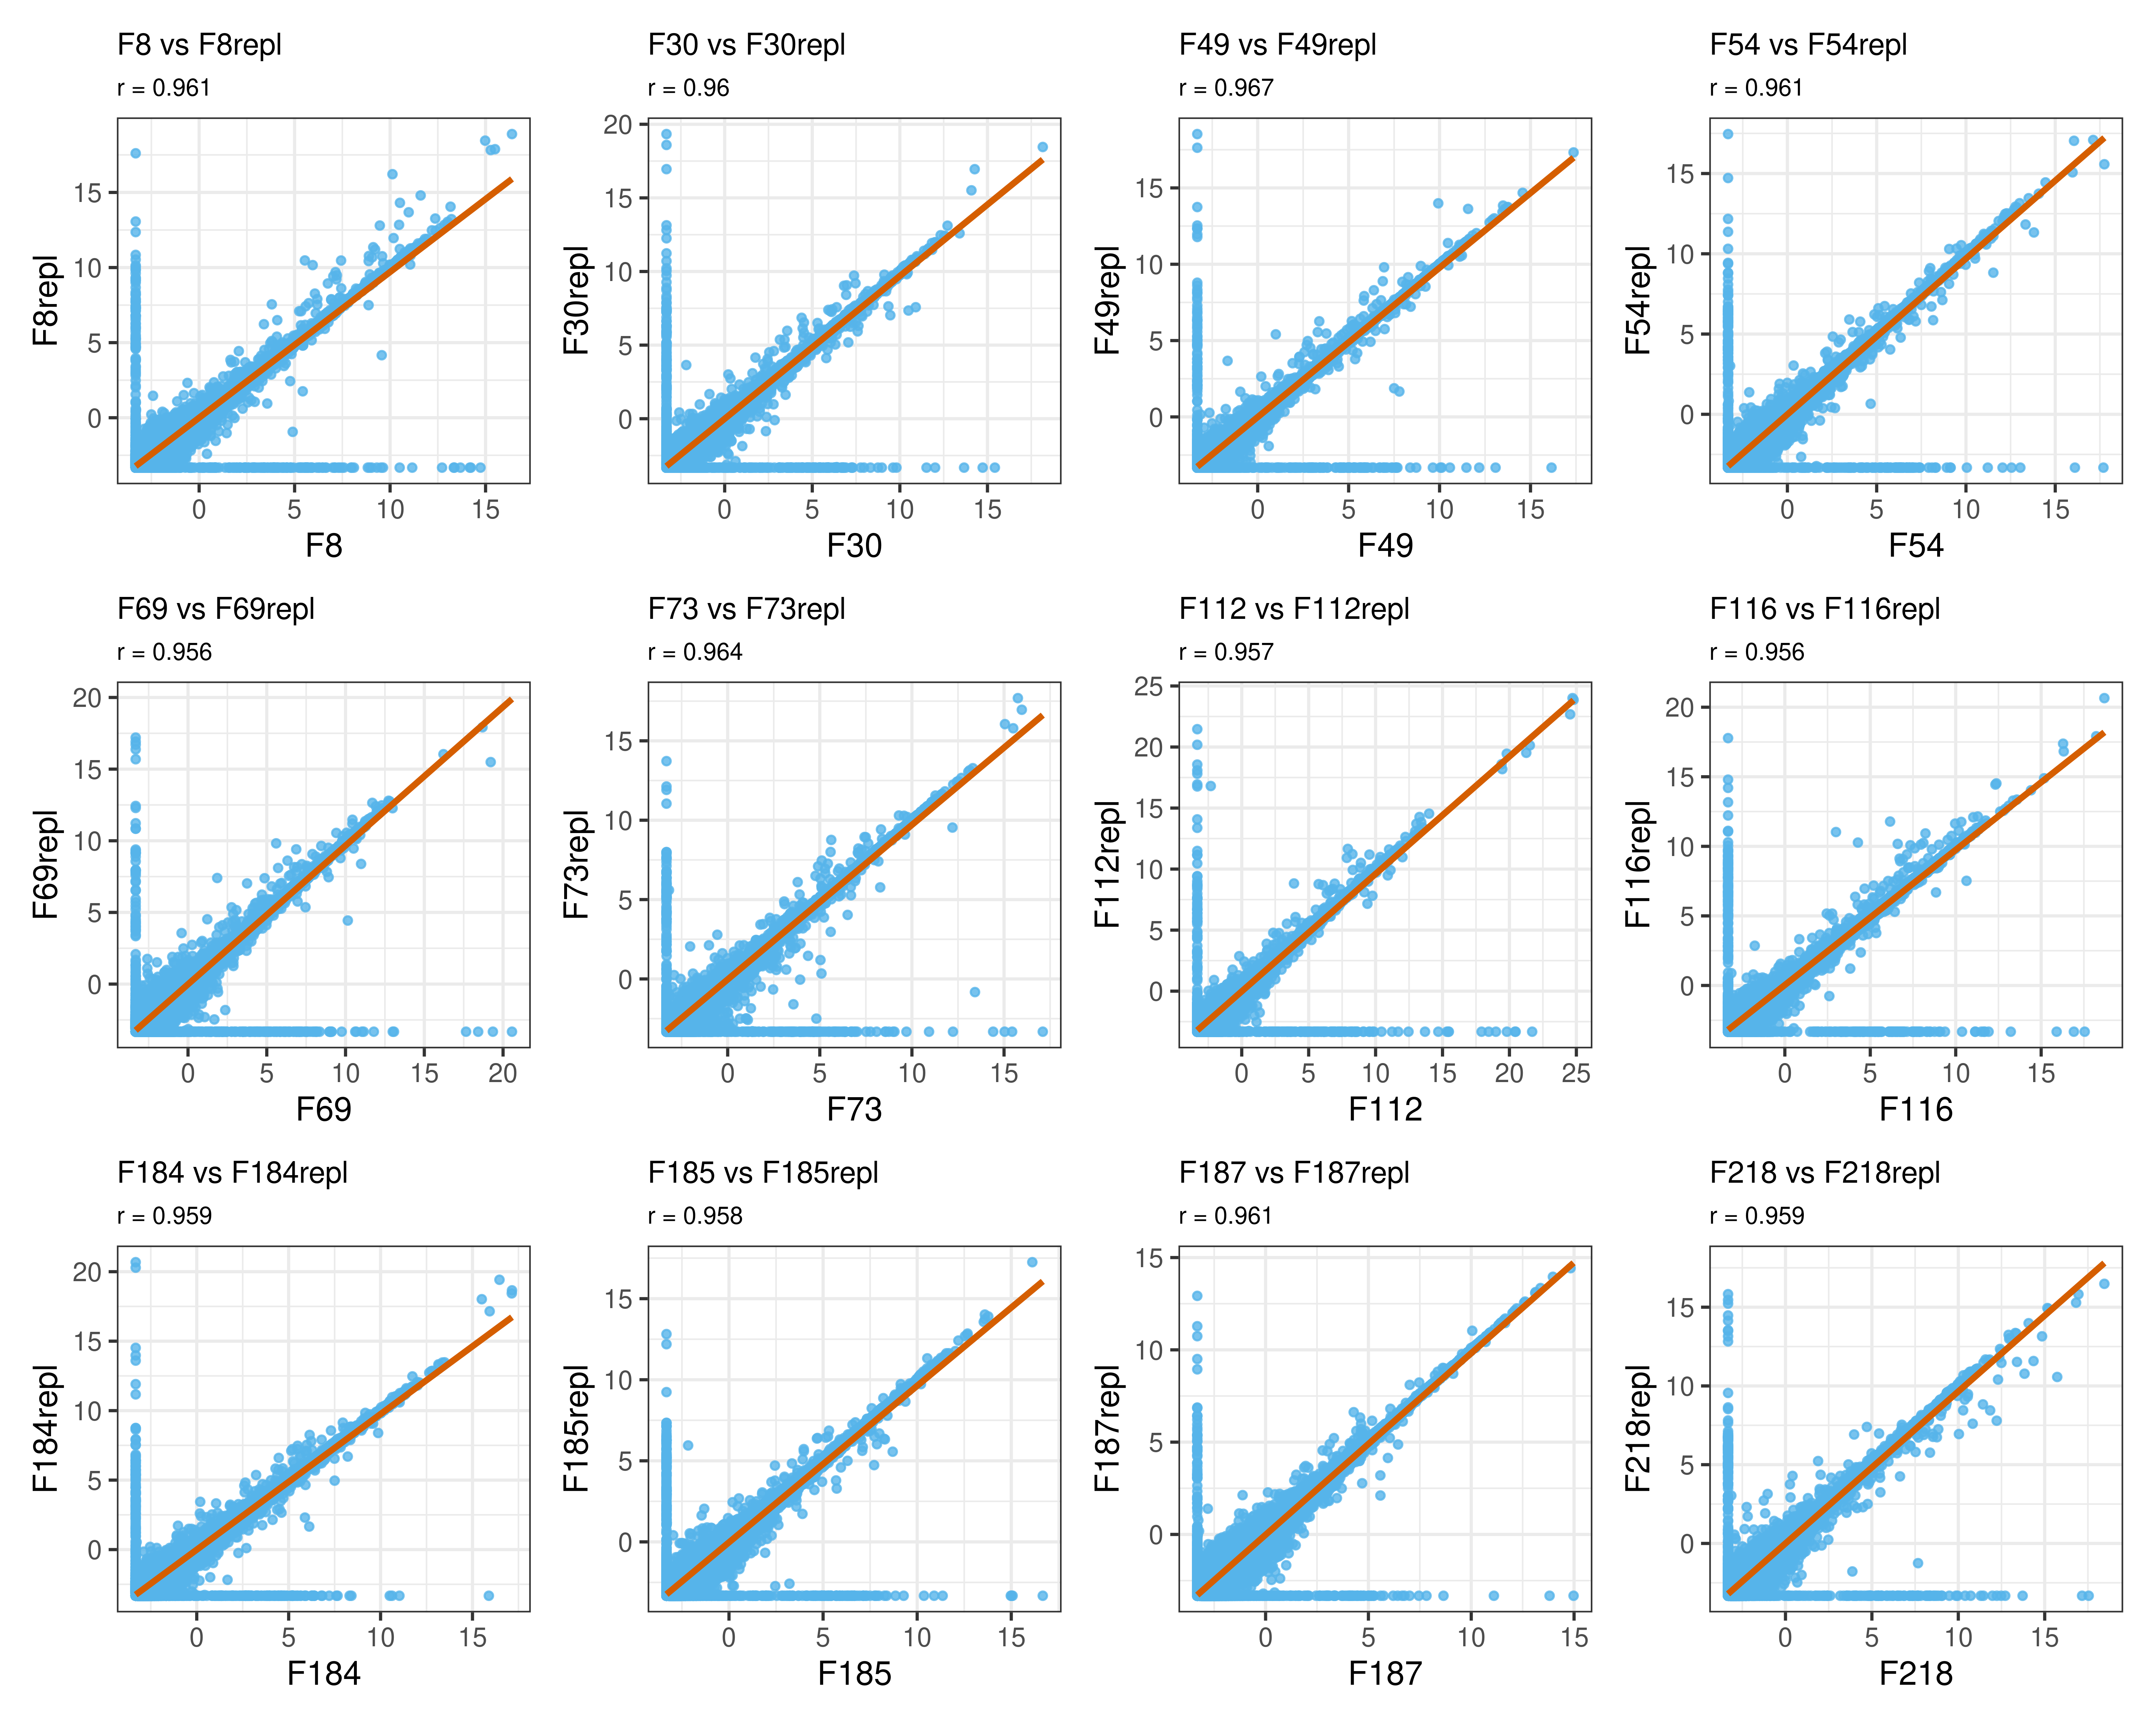 F8 vs F8repl
r = 0.961
F8repl
15
10
5
0
0 5 10 15
F8
F30 vs F30repl
r = 0.96
F30repl
20
15
10
5
0
0 5 10 15
F30
F49 vs F49repl
r = 0.967
F49repl
15
10
5
0
0 5 10 15
F49
F54 vs F54repl
r = 0.961
F54repl
15
10
5
0
0 5 10 15
F54
F69 vs F69repl
r = 0.956
F69repl
20
15
10
5
0
0 5 10 15 20
F69
F73 vs F73repl
r = 0.964
F73repl
15
10
5
0
0 5 10 15
F73
F112 vs F112repl
r = 0.957
F112repl
25
20
15
10
5
0
0 5 10 15 20 25
F112
F116 vs F116repl
r = 0.956
F116repl
20
15
10
5
0
0 5 10 15
F116
F184 vs F184repl
r = 0.959
F184repl
20
15
10
5
0
0 5 10 15
F184
F185 vs F185repl
r = 0.958
F185repl
15
10
5
0
0 5 10 15
F185
F187 vs F187repl
r = 0.961
F187repl
15
10
5
0
0 5 10 15
F187
F218 vs F218repl
r = 0.959
F218repl
15
10
5
0
0 5 10 15
F218